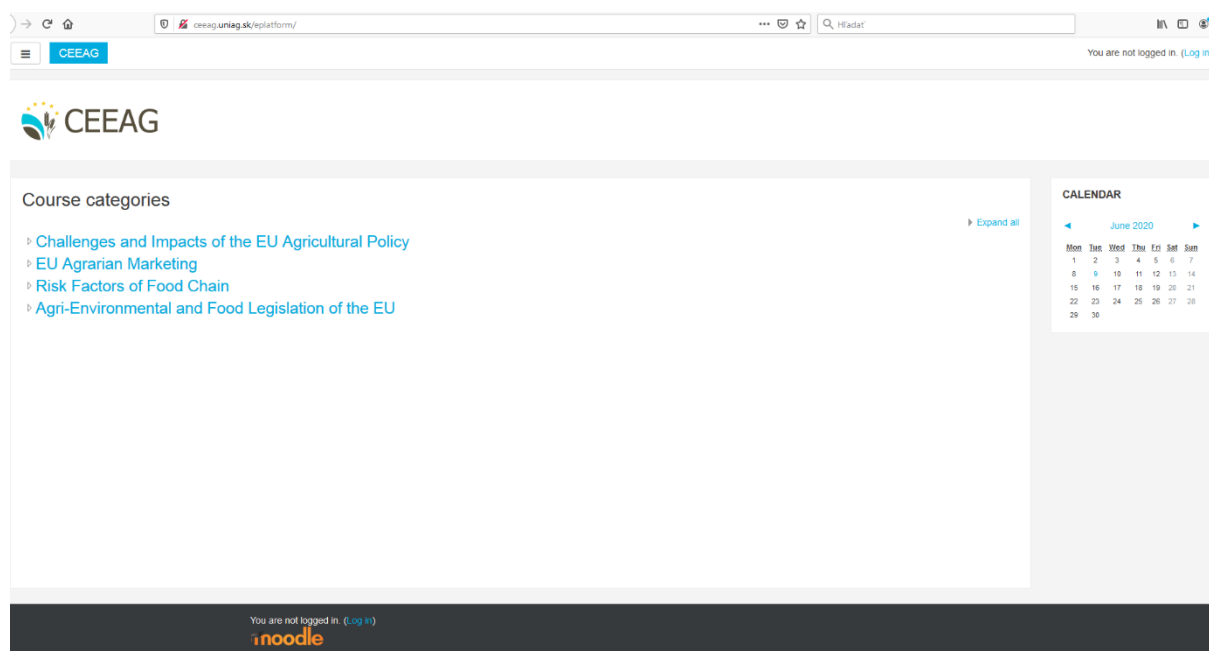 ceeag.uniag.sk/eplatform/
Hľadať
CEEAG
You are not logged in. (Log in
CEEAG
Course categories
Expand all
Challenges and Impacts of the EU Agricultural Policy
EU Agrarian Marketing
Risk Factors of Food Chain
Agri-Environmental and Food Legislation of the EU
CALENDAR
June 2020
Mon Tue Wed Thu Fri Sat Sun
1 2 3 4 5 6 7
8 9 10 11 12 13 14
15 16 17 18 19 20 21
22 23 24 25 26 27 28
29 30
You are not logged in. (Log in)
moodle